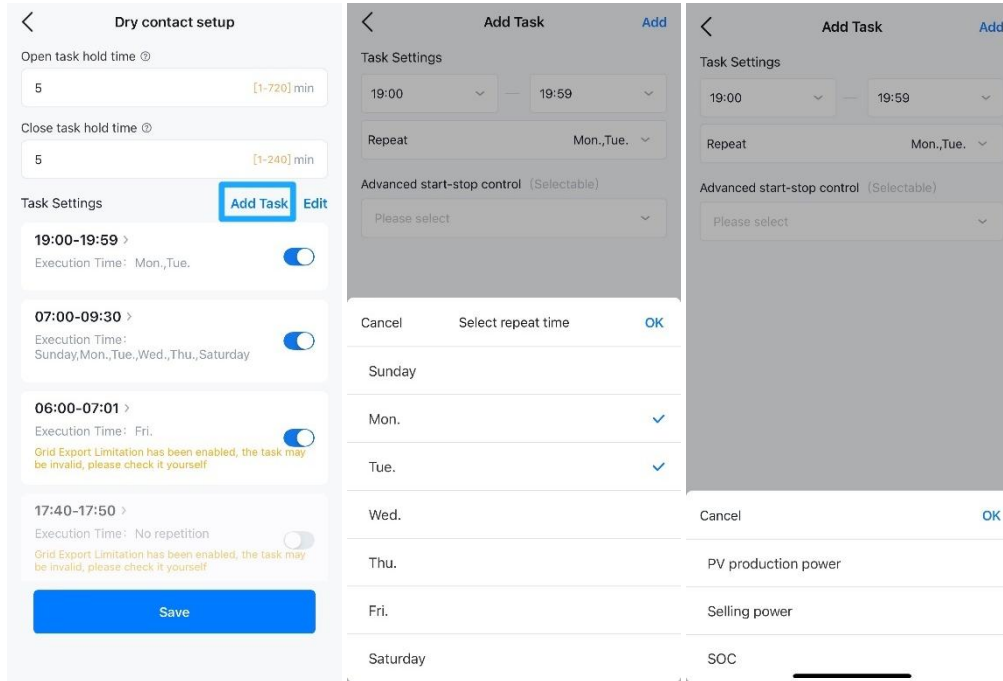 Dry contact setup
Open task hold time ?
5 [1-720] min
Close task hold time ?
5 [1-240] min
Task Settings Add Task Edit
19:00-19:59 >
Execution Time: Mon.,Tue.
07:00-09:30 >
Execution Time:
Sunday,Mon.,Tue.,Wed.,Thu.,Saturday
06:00-07:01 >
Execution Time: Fri.
Grid Export Limitation has been enabled, the task may
be invalid, please check it yourself
17:40-17:50 >
Execution Time: No repetition
Grid Export Limitation has been enabled, the task may
be invalid, please check it yourself
Save
Add Task Add
Task Settings
19:00 — 19:59
Repeat Mon.,Tue.
Advanced start-stop control (Selectable)
Please select
Cancel Select repeat time OK
Sunday
Mon.
Tue.
Wed.
Thu.
Fri.
Saturday
Add Task Add
Task Settings
19:00 — 19:59
Repeat Mon.,Tue.
Advanced start-stop control (Selectable)
Please select
Cancel OK
PV production power
Selling power
SOC